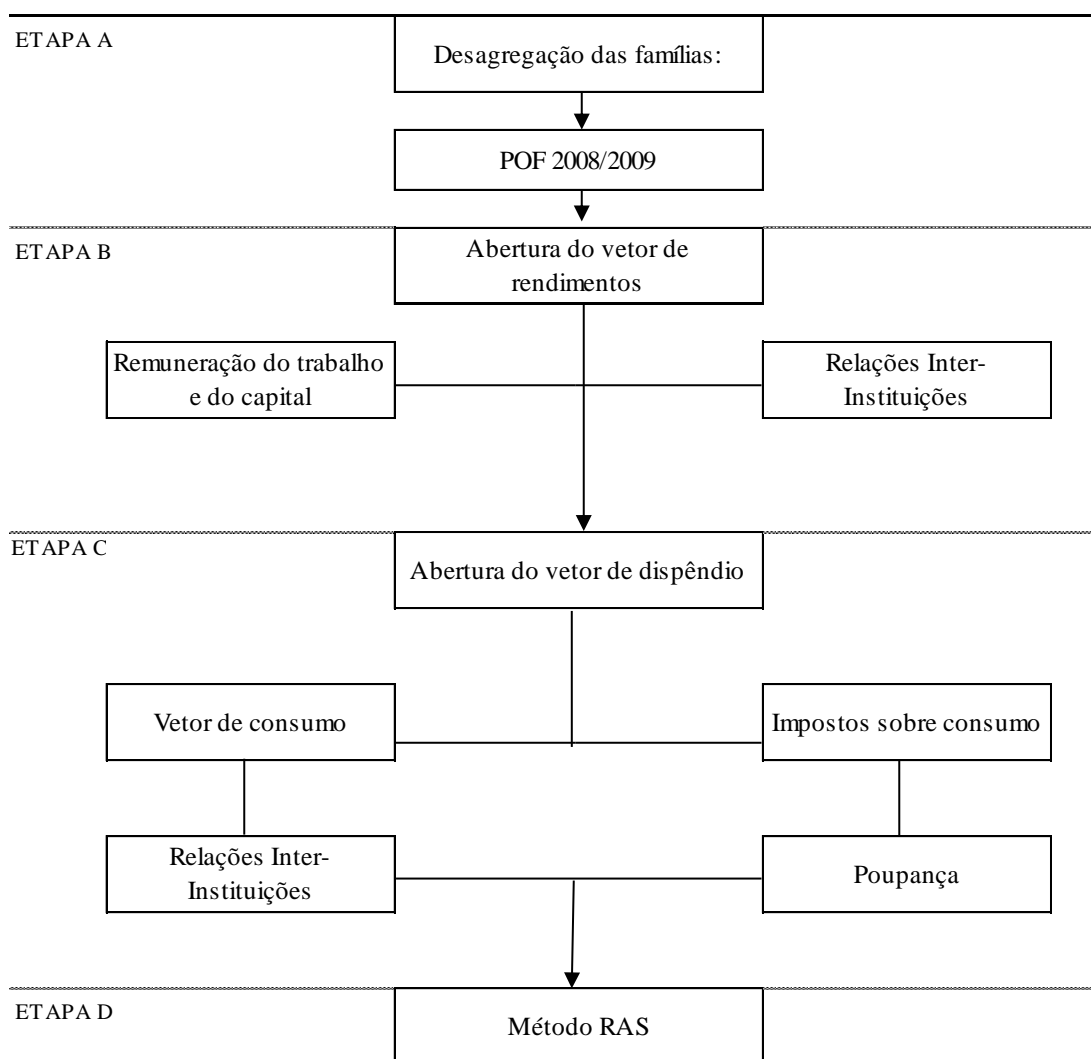 ETAPA A
Desagregação das famílias:
POF 2008/2009
ETAPA B
Abertura do vetor de
rendimentos
Remuneração do trabalho
e do capital
Relações Inter-
Instituições
ETAPA C
Abertura do vetor de dispêndio
Vetor de consumo
Impostos sobre consumo
Relações Inter-
Instituições
Poupança
ETAPA D
Método RAS